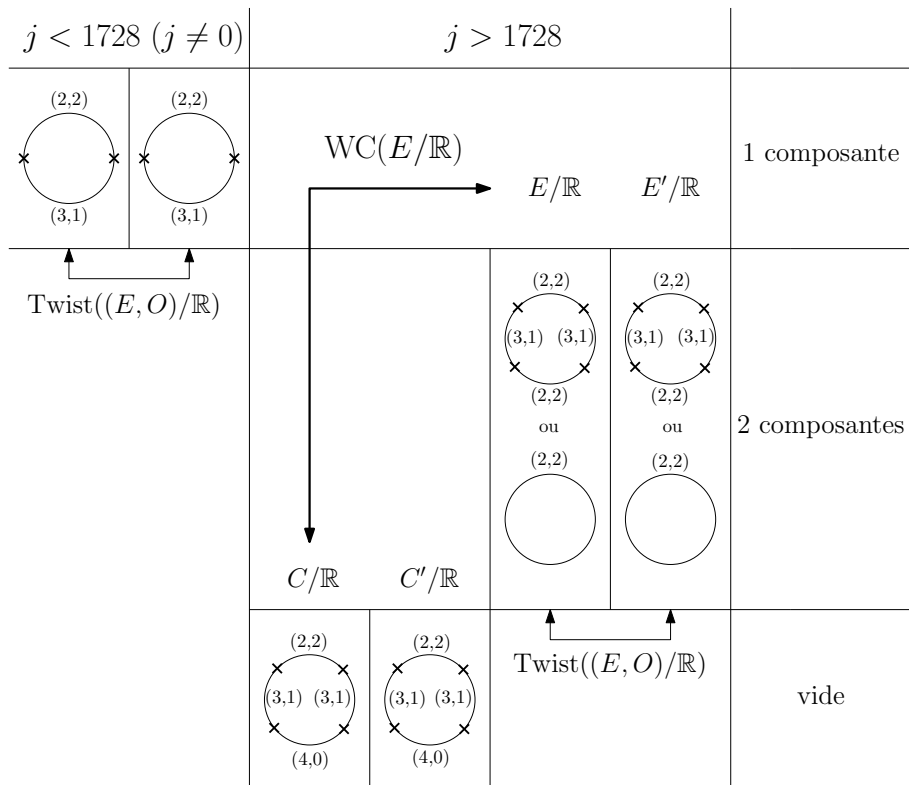 j < 1728 (j ≠ 0) j > 1728
(2,2) (2,2)
WC(E/ℝ)
1 composante
E/ℝ E′/ℝ
(3,1) (3,1)
Twist((E, O)/ℝ)
(2,2) (2,2)
(3,1) (3,1) (3,1) (3,1)
(2,2) (2,2)
ou ou
2 composantes
(2,2) (2,2)
C/ℝ C′/ℝ
(2,2) (2,2)
Twist((E, O)/ℝ)
(3,1) (3,1) (3,1) (3,1)
vide
(4,0) (4,0)